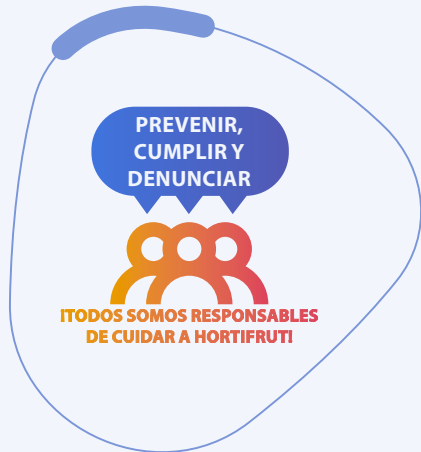 PREVENIR,
CUMPLIR Y
DENUNCIAR
¡TODOS SOMOS RESPONSABLES
DE CUIDAR A HORTIFRUT!